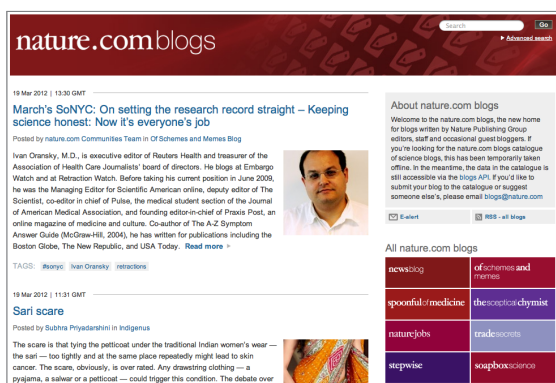 nature.com blogs
Search
Go
Advanced search
19 Mar 2012 | 13:30 GMT
March's SoNYC: On setting the research record straight – Keeping
science honest: Now it's everyone's job
Posted by nature.com Communities Team in Of Schemes and Memes Blog
Ivan Oransky, M.D., is executive editor of Reuters Health and treasurer of the
Association of Health Care Journalists' board of directors. He blogs at Embargo
Watch and at Retraction Watch. Before taking his current position in June 2009,
he was the Managing Editor for Scientific American online, deputy editor of The
Scientist, co-editor in chief of Pulse, the medical student section of the Journal
of American Medical Association, and founding editor-in-chief of Praxis Post, an
online magazine of medicine and culture. Co-author of The A-Z Symptom
Answer Guide (McGraw-Hill, 2004), he has written for publications including the
Boston Globe, The New Republic, and USA Today. Read more
TAGS: #sonyc Ivan Oransky retractions
19 Mar 2012 | 11:31 GMT
Sari scare
Posted by Subhra Priyadarshini in Indigenus
The scare is that tying the petticoat under the traditional Indian women's wear —
the sari — too tightly and at the same place repeatedly might lead to skin
cancer. The scare, obviously, is over rated. Any drawstring clothing — a
pyajama, a salwar or a petticoat — could trigger this condition. The debate over
About nature.com blogs
Welcome to the nature.com blogs, the new home
for blogs written by Nature Publishing Group
editors, staff and occasional guest bloggers. If
you're looking for the nature.com blogs catalogue
of science blogs, this has been temporarily taken
offline. In the meantime, the data in the catalogue is
still accessible via the blogs API. If you'd like to
submit your blog to the catalogue or suggest
someone else's, please email blogs@nature.com
E-alert
RSS - all blogs
All nature.com blogs
newsblog
of schemes and
memes
spoonful of medicine
the sceptical chymist
naturejobs
trade secrets
stepwise
soapbox science